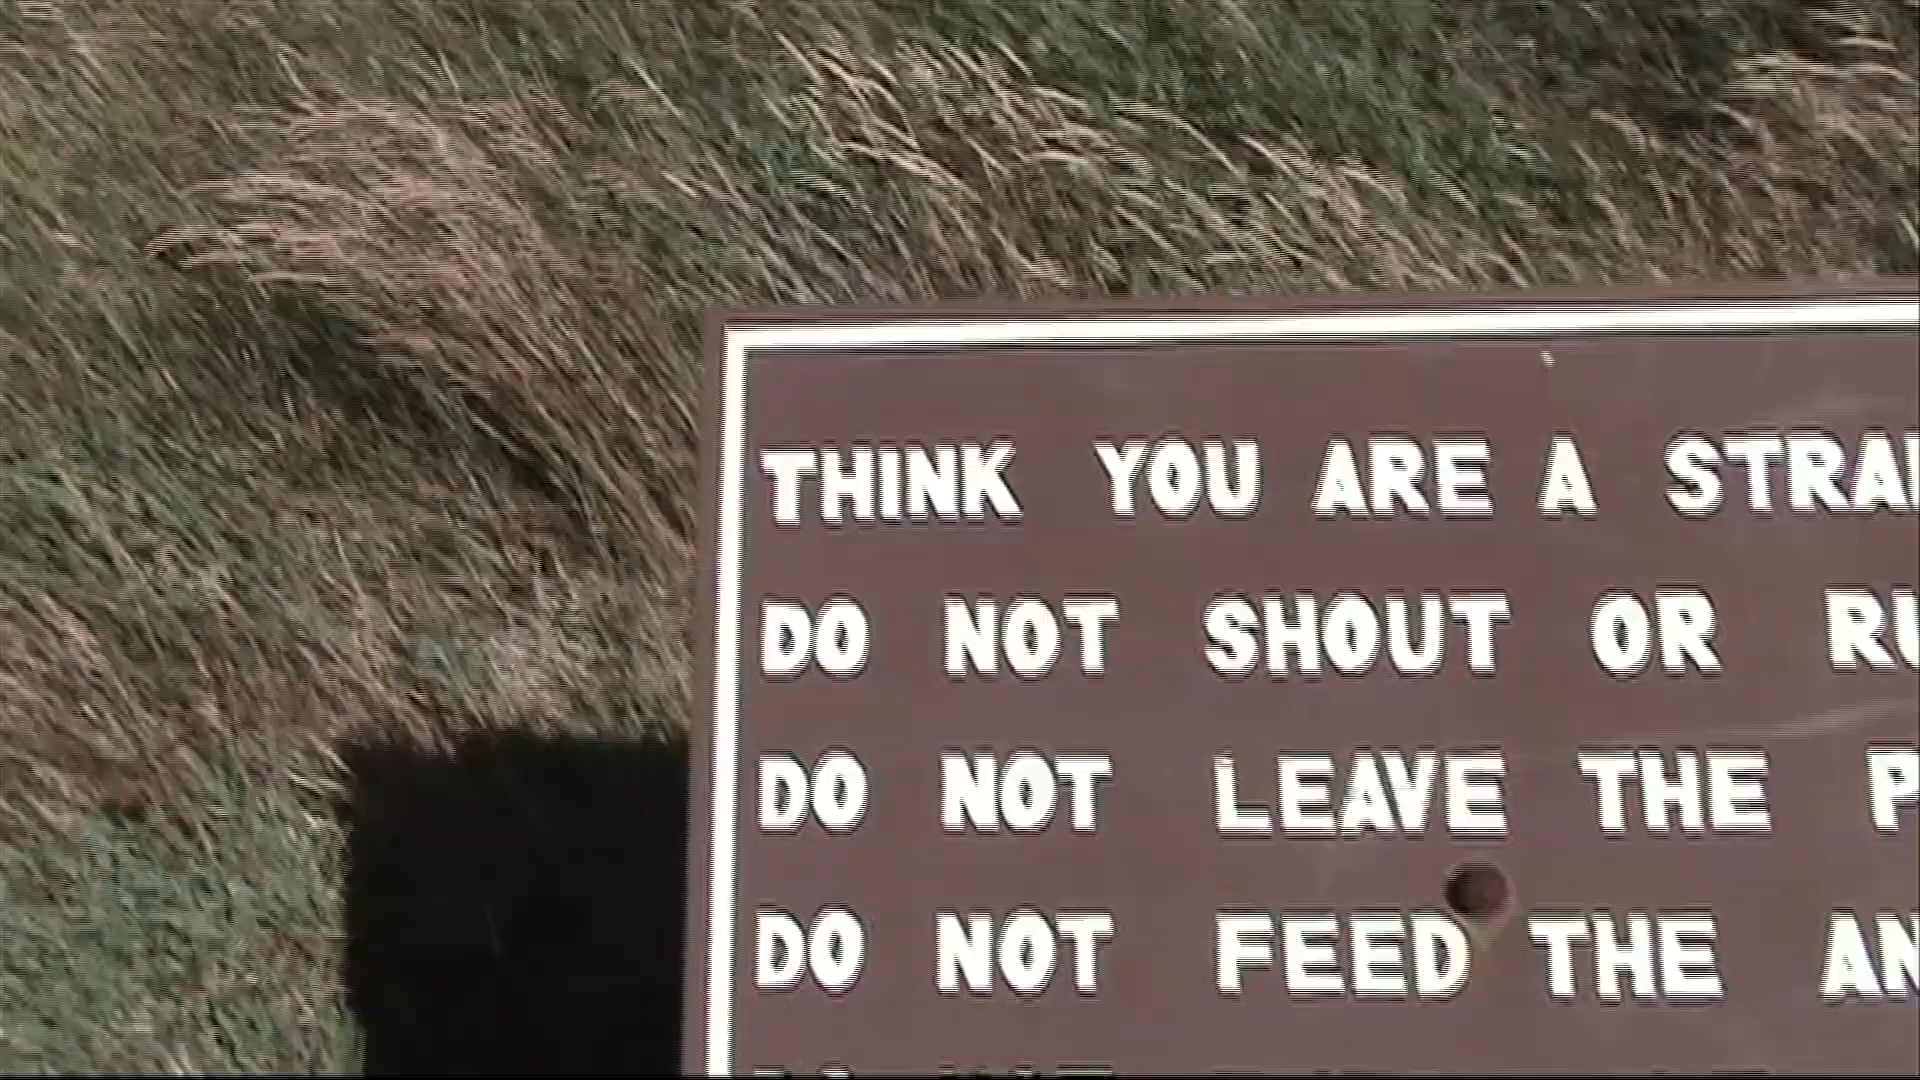 THINK YOU ARE A
DO NOT SHOUT OR
DO NOT LEAVE THE
DO NOT FEED THE